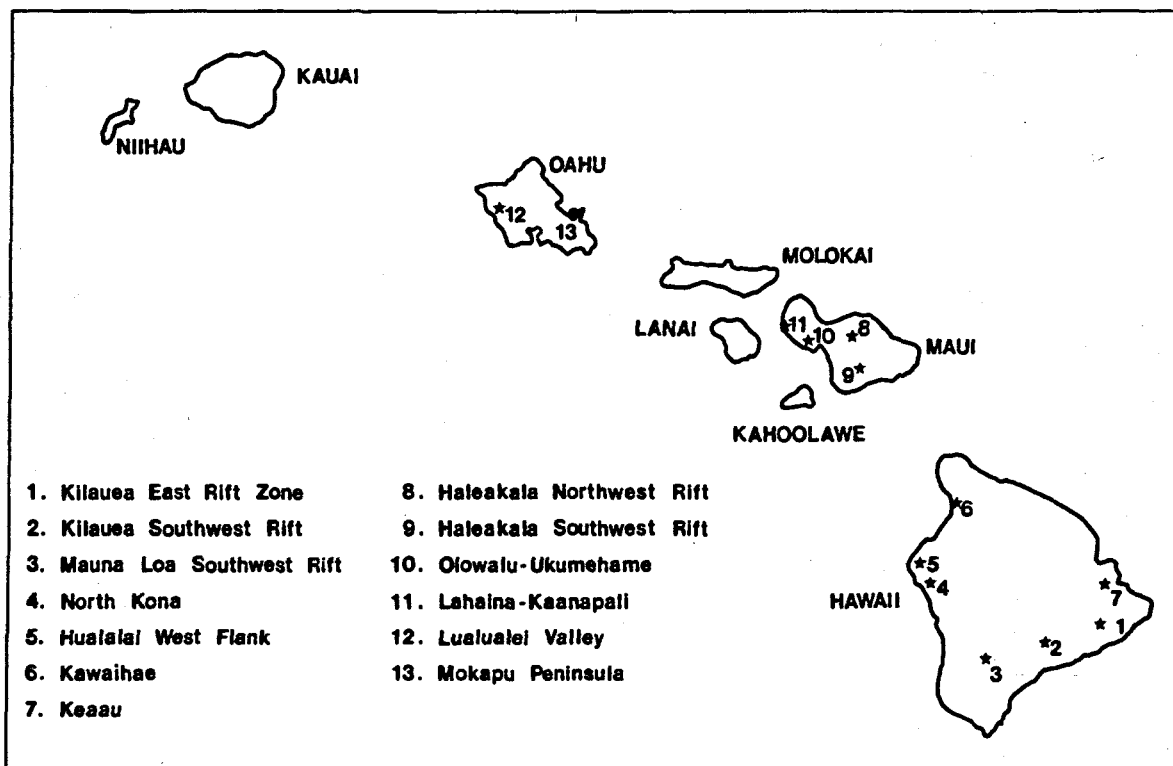 KAUAI
NIIHAU
OAHU
12
13
MOLOKAI
LANAI
11
10
8
9
MAUI
KAHOOLAWE
HAWAII
6
5
4
7
1
2
3
1. Kilauea East Rift Zone
2. Kilauea Southwest Rift
3. Mauna Loa Southwest Rift
4. North Kona
5. Hualalai West Flank
6. Kawaihae
7. Keaau
8. Haleakala Northwest Rift
9. Haleakala Southwest Rift
10. Olowalu-Ukumehame
11. Lahaina-Kaanapali
12. Lualualei Valley
13. Mokapu Peninsula